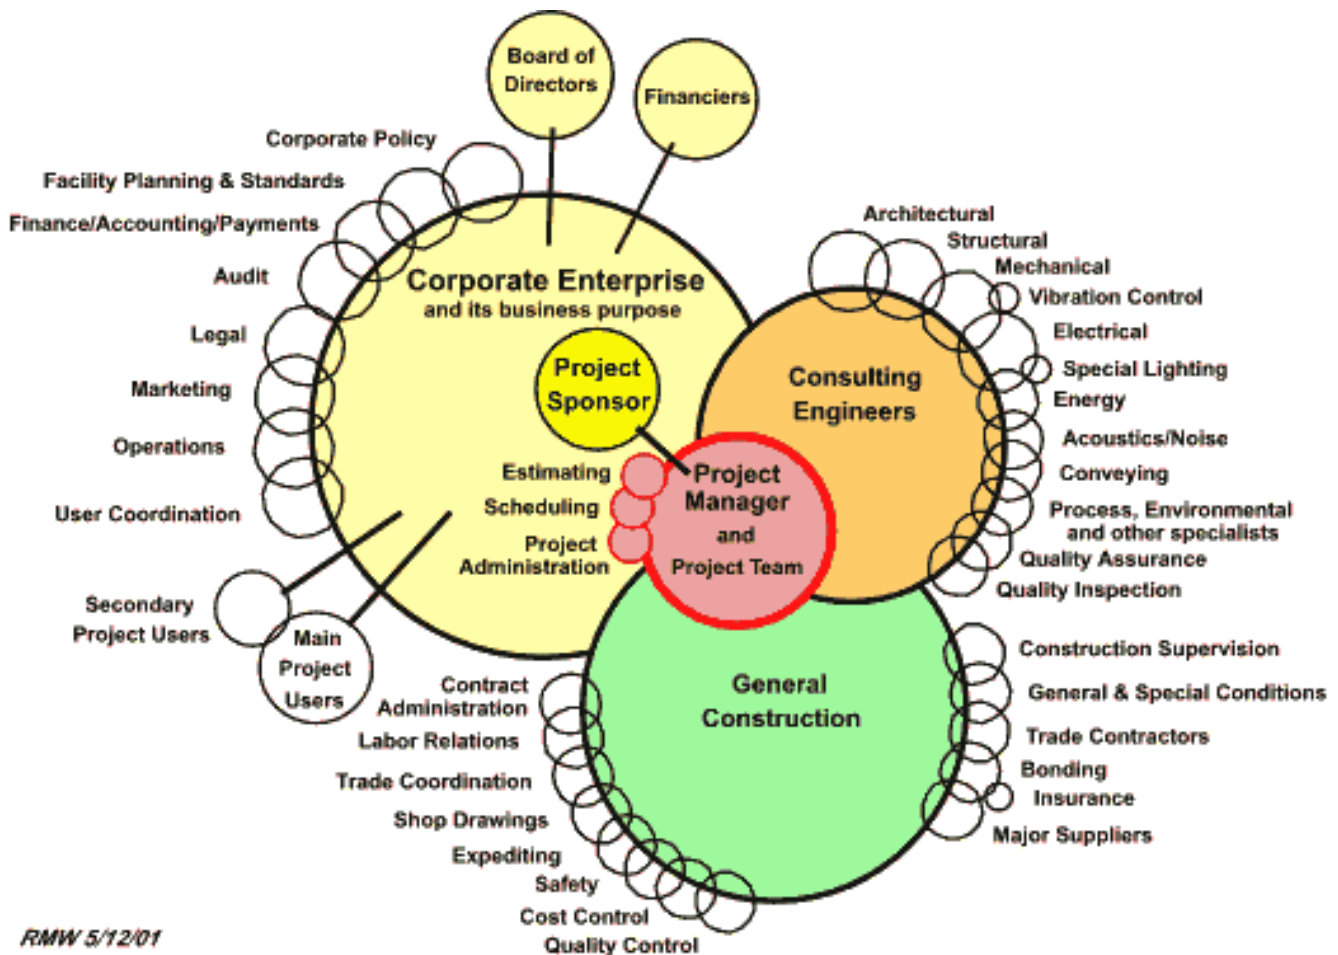 Board of
Directors
Financiers
Corporate Policy
Facility Planning & Standards
Finance/Accounting/Payments
Audit
Legal
Marketing
Operations
User Coordination
Corporate Enterprise
and its business purpose
Project
Sponsor
Estimating
Scheduling
Project
Administration
Project
Manager
and
Project Team
Secondary
Project Users
Main
Project
Users
Architectural
Structural
Mechanical
Vibration Control
Electrical
Special Lighting
Energy
Acoustics/Noise
Conveying
Process, Environmental
and other specialists
Quality Assurance
Quality Inspection
Consulting
Engineers
General
Construction
Construction Supervision
General & Special Conditions
Trade Contractors
Bonding
Insurance
Major Suppliers
Contract
Administration
Labor Relations
Trade Coordination
Shop Drawings
Expediting
Safety
Cost Control
Quality Control
RMW 5/12/01